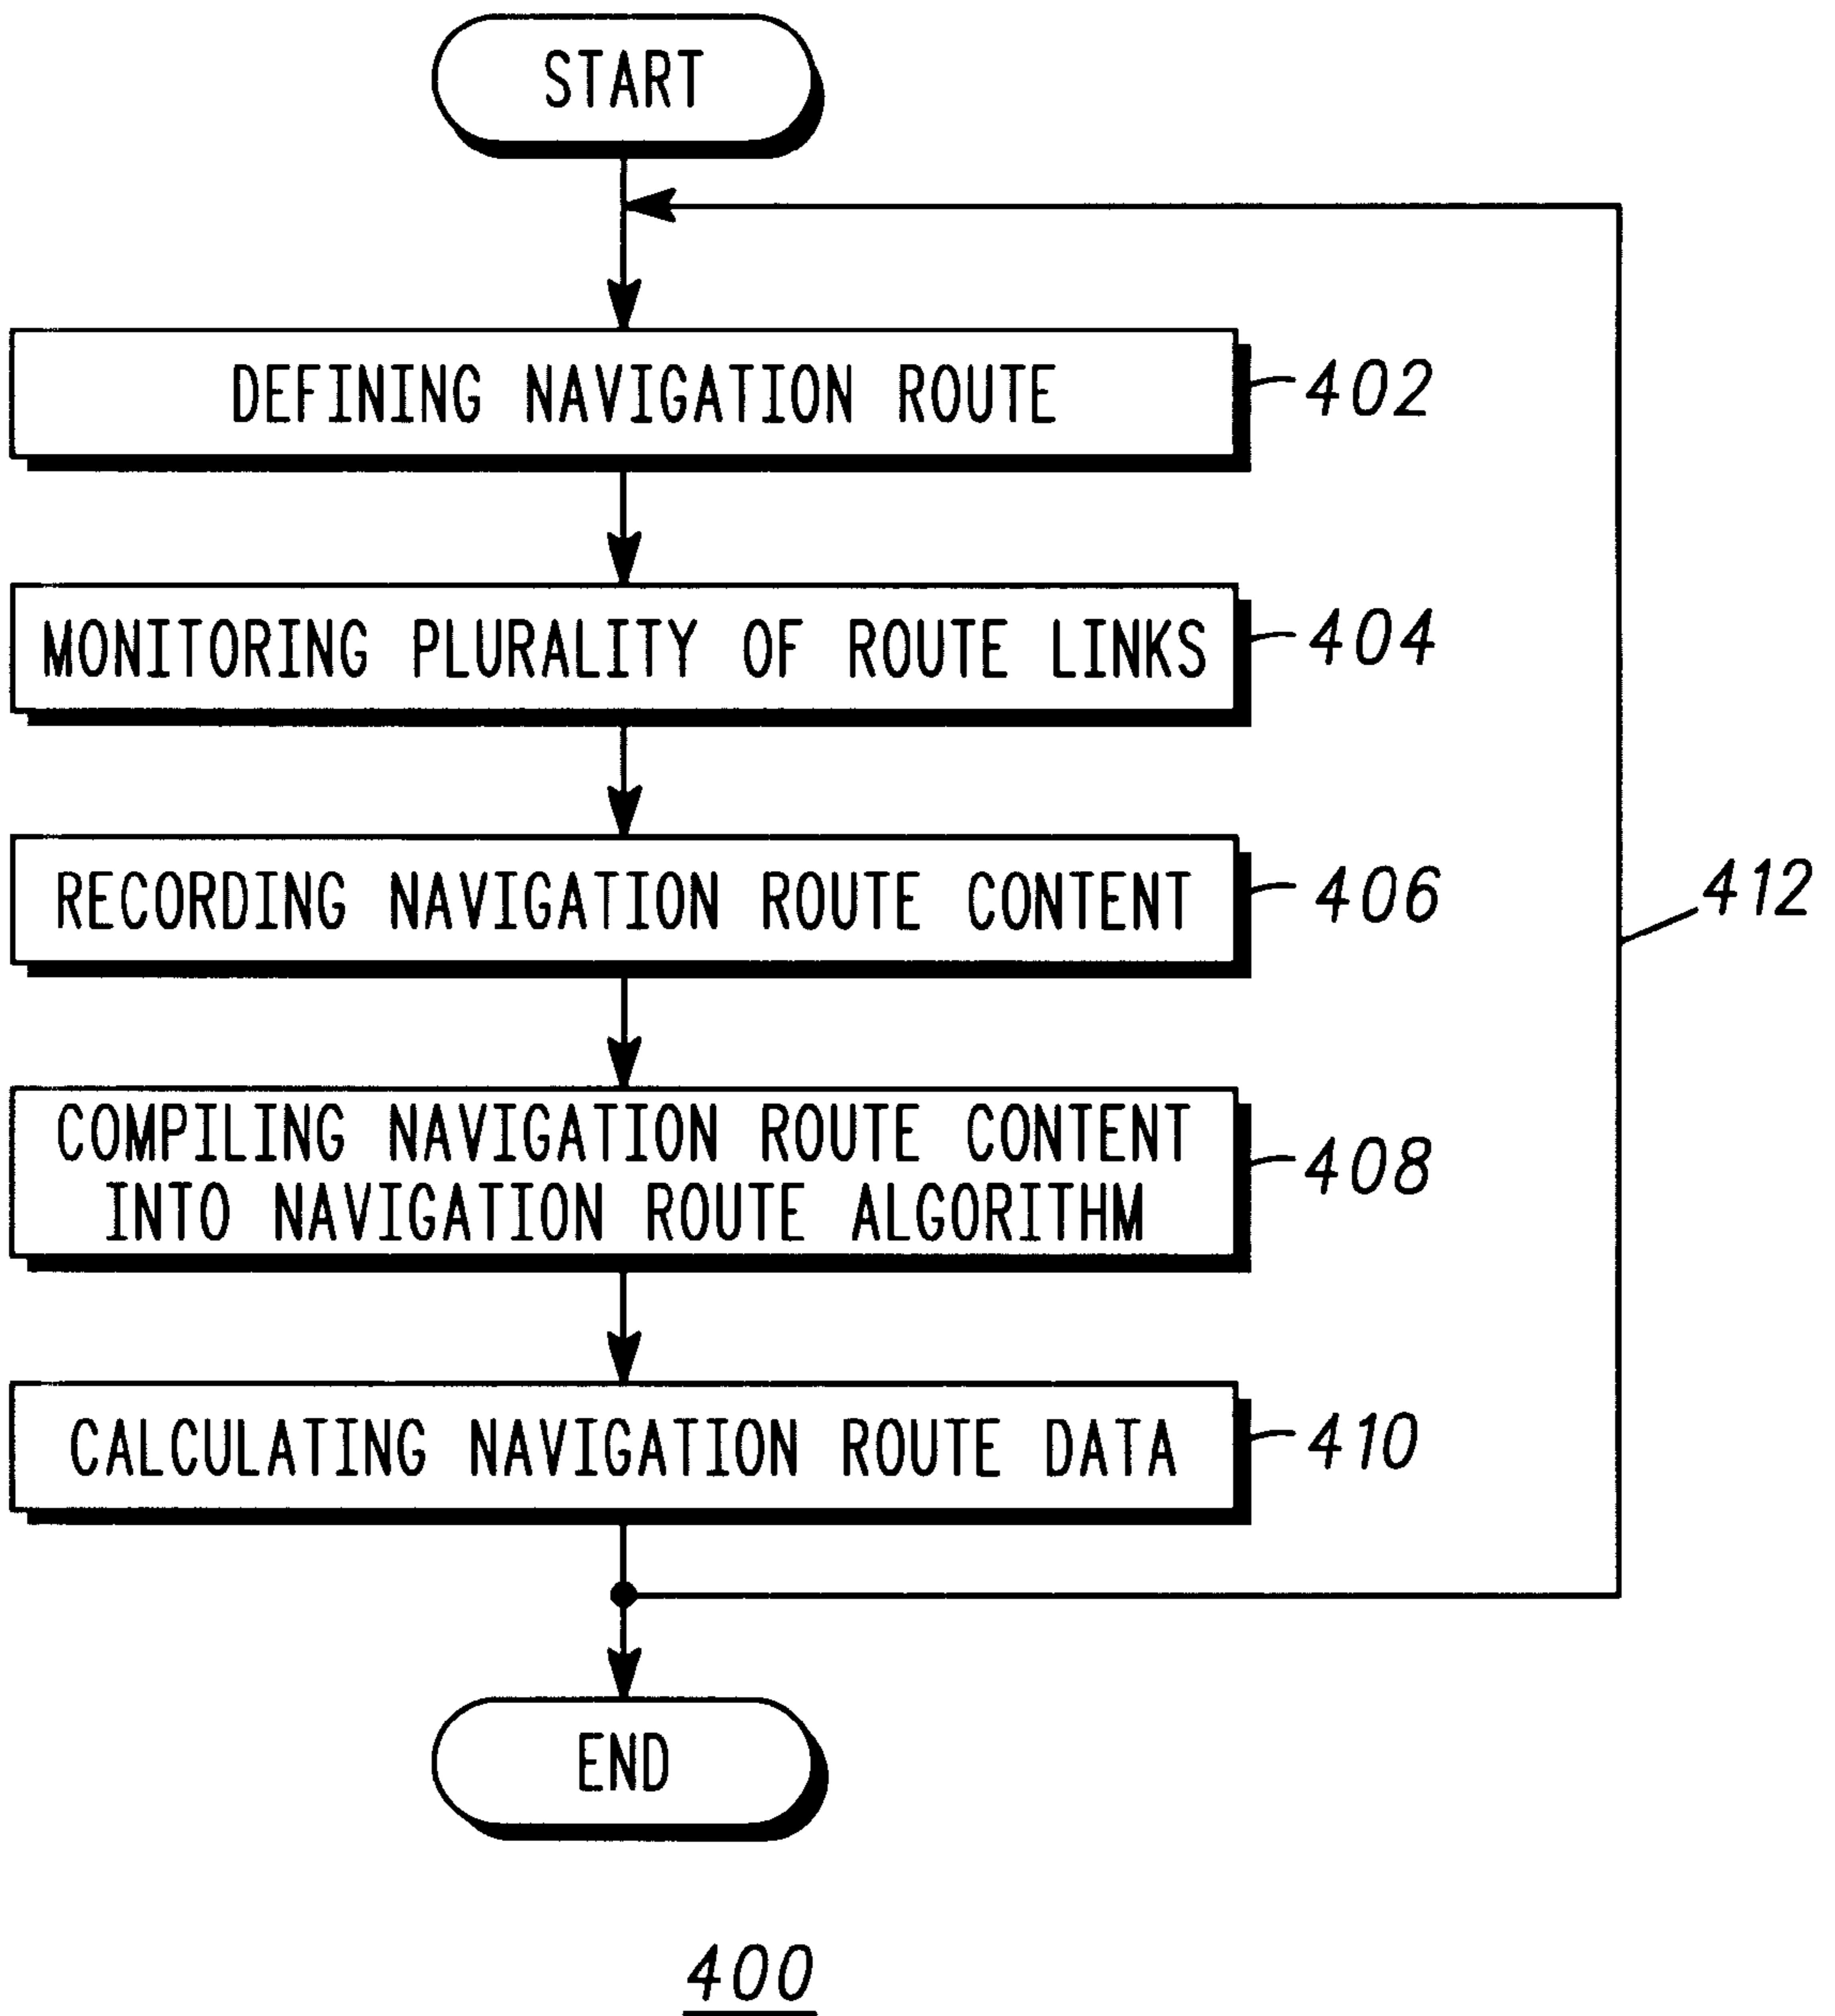 START
DEFINING NAVIGATION ROUTE
402
MONITORING PLURALITY OF ROUTE LINKS
404
RECORDING NAVIGATION ROUTE CONTENT
406
412
COMPILING NAVIGATION ROUTE CONTENT
INTO NAVIGATION ROUTE ALGORITHM
408
CALCULATING NAVIGATION ROUTE DATA
410
END
400